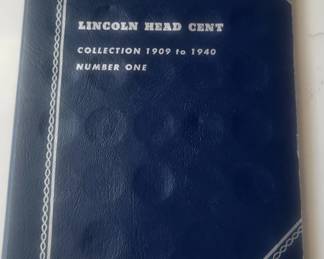 LINCOLN HEAD CENT
COLLECTION 1909 to 1940
NUMBER ONE